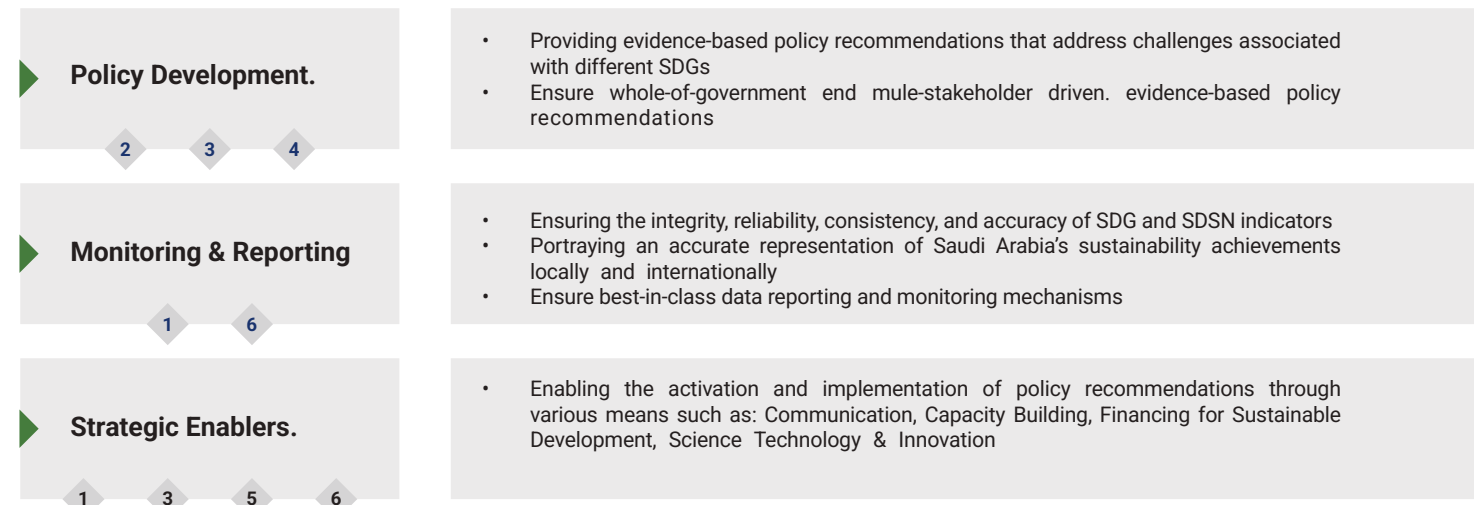 Policy Development.
• Providing evidence-based policy recommendations that address challenges associated
with different SDGs
• Ensure whole-of-government end mule-stakeholder driven. evidence-based policy
recommendations
2 3 4
Monitoring & Reporting
• Ensuring the integrity, reliability, consistency, and accuracy of SDG and SDSN indicators
• Portraying an accurate representation of Saudi Arabia's sustainability achievements
locally and internationally
• Ensure best-in-class data reporting and monitoring mechanisms
1 6
Strategic Enablers.
• Enabling the activation and implementation of policy recommendations through
various means such as: Communication, Capacity Building, Financing for Sustainable
Development, Science Technology & Innovation
1 3 5 6